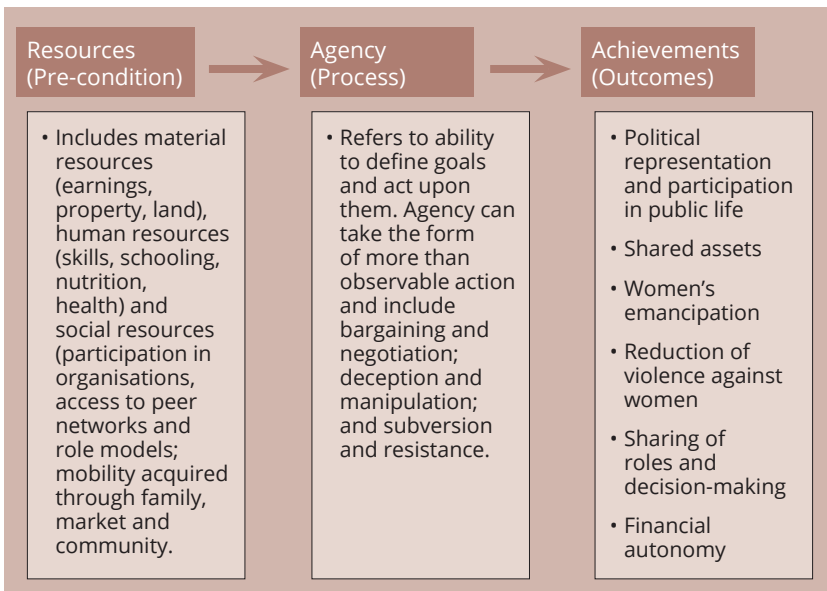 Resources
(Pre-condition)
• Includes material
resources
(earnings,
property, land),
human resources
(skills, schooling,
nutrition,
health) and
social resources
(participation in
organisations,
access to peer
networks and
role models;
mobility acquired
through family,
market and
community.
Agency
(Process)
• Refers to ability
to define goals
and act upon
them. Agency can
take the form
of more than
observable action
and include
bargaining and
negotiation;
deception and
manipulation;
and subversion
and resistance.
Achievements
(Outcomes)
• Political
representation
and participation
in public life
• Shared assets
• Women’s
emancipation
• Reduction of
violence against
women
• Sharing of
roles and
decision-making
• Financial
autonomy